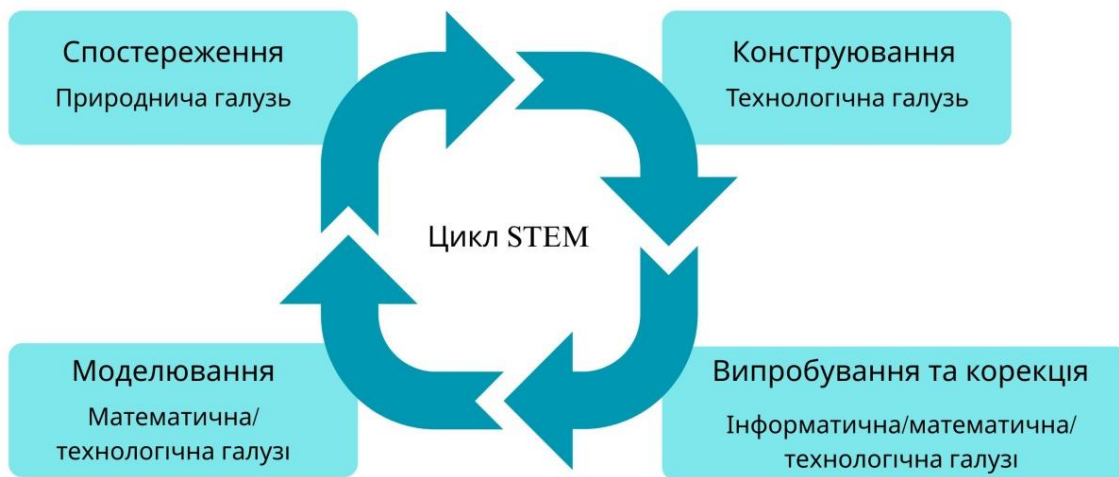 Спостереження
Природнича галузь
Конструювання
Технологічна галузь
Цикл STEM
Моделювання
Математична/
технологічна галузі
Випробування та корекція
Інформатична/математична/
технологічна галузі